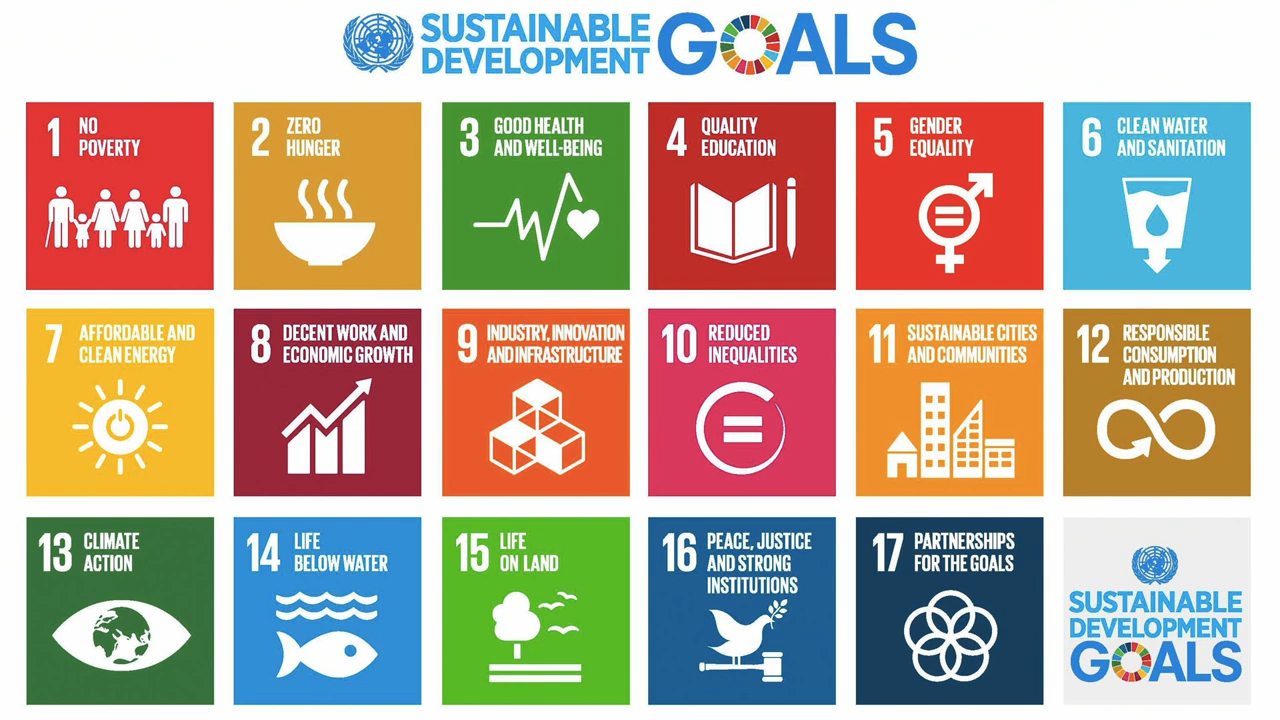 SUSTAINABLE
DEVELOPMENT
GOALS
1 NO
POVERTY
2 ZERO
HUNGER
3 GOOD HEALTH
AND WELL-BEING
4 QUALITY
EDUCATION
5 GENDER
EQUALITY
6 CLEAN WATER
AND SANITATION
7 AFFORDABLE AND
CLEAN ENERGY
8 DECENT WORK AND
ECONOMIC GROWTH
9 INDUSTRY, INNOVATION
AND INFRASTRUCTURE
10 REDUCED
INEQUALITIES
11 SUSTAINABLE CITIES
AND COMMUNITIES
12 RESPONSIBLE
CONSUMPTION
AND PRODUCTION
13 CLIMATE
ACTION
14 LIFE
BELOW WATER
15 LIFE
ON LAND
16 PEACE, JUSTICE
AND STRONG
INSTITUTIONS
17 PARTNERSHIPS
FOR THE GOALS
SUSTAINABLE
DEVELOPMENT
GOALS